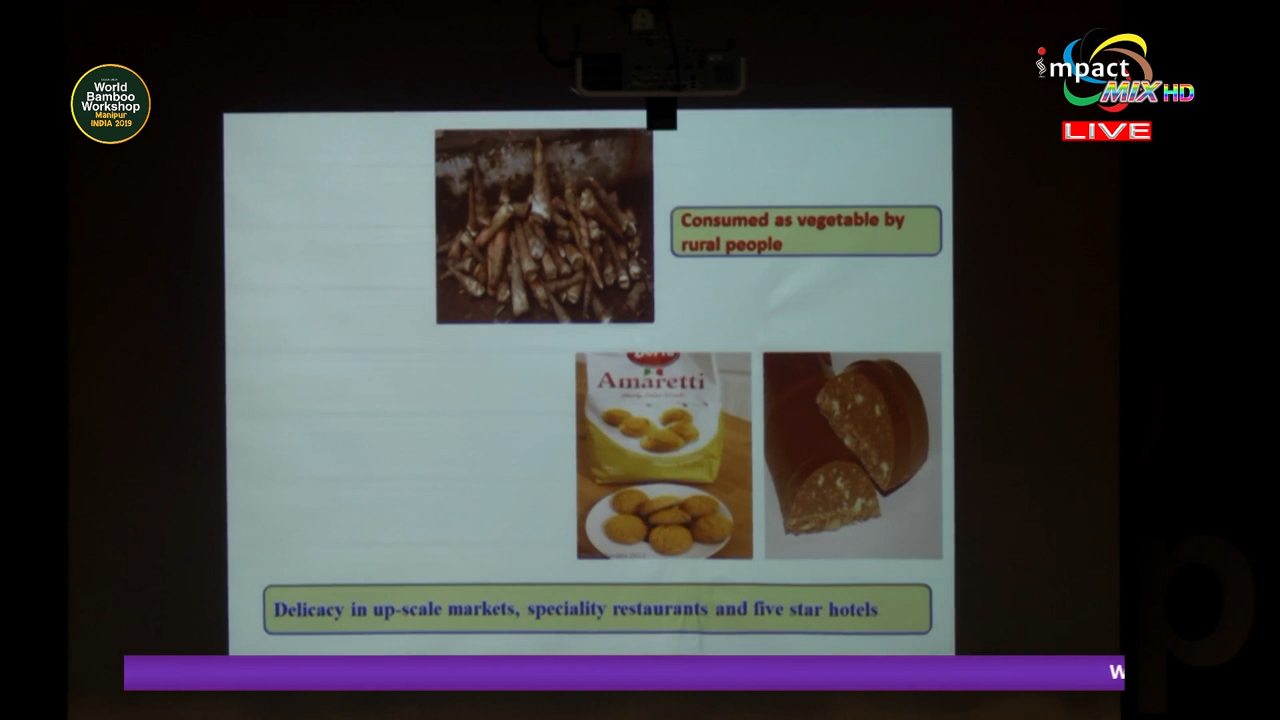 World
Bamboo
Workshop
Manipur
INDIA 2019
impact
MIX HD
LIVE
Consumed as vegetable by
rural people
Amaretti
Delicacy in up-scale markets, speciality restaurants and five star hotels
W